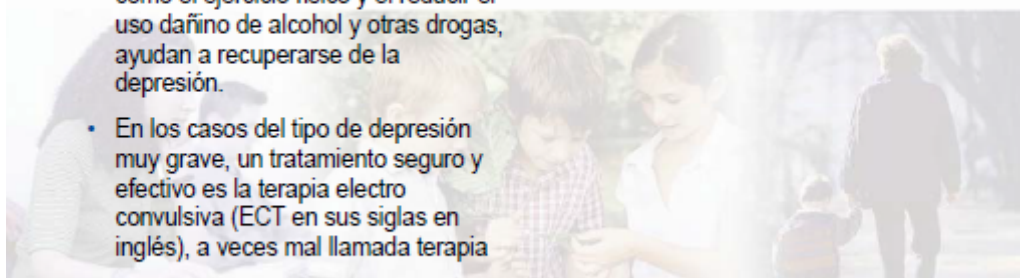 uso dañino de alcohol y otras drogas,
ayudan a recuperarse de la
depresión.
• En los casos del tipo de depresión
muy grave, un tratamiento seguro y
efectivo es la terapia electro
convulsiva (ECT en sus siglas en
inglés), a veces mal llamada terapia